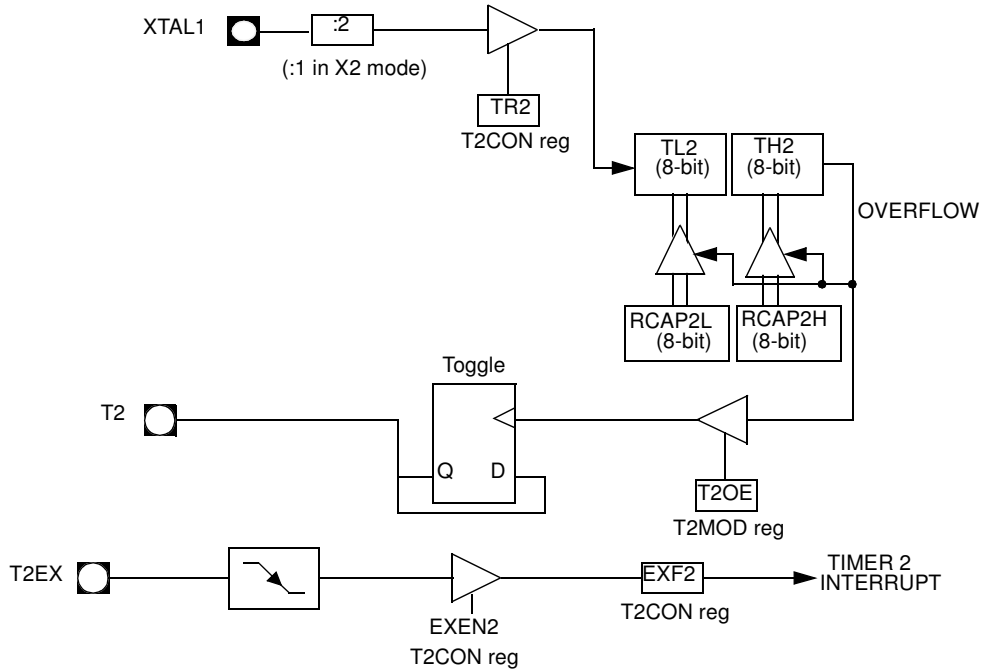 XTAL1
:2
(:1 in X2 mode)
TR2
T2CON reg
TL2
(8-bit)
TH2
(8-bit)
OVERFLOW
RCAP2L
(8-bit)
RCAP2H
(8-bit)
Toggle
T2
Q
D
T2OE
T2MOD reg
T2EX
EXEN2
T2CON reg
EXF2
T2CON reg
TIMER 2
INTERRUPT